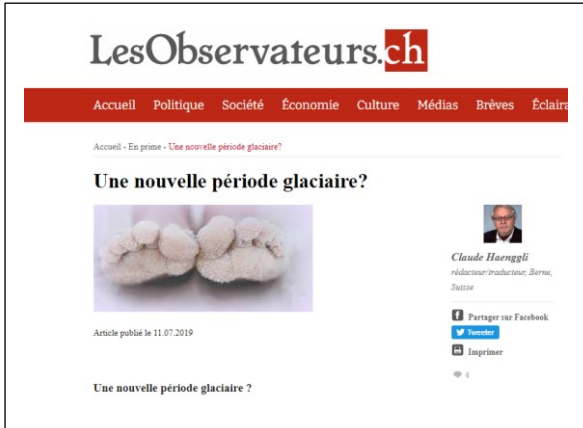 LesObservateurs.ch
Accueil Politique Société Économie Culture Médias Brèves Éclaira
Accueil - En prime - Une nouvelle période glaciaire?
Une nouvelle période glaciaire?
Claude Haenggli
rédacteur/traducteur, Berne,
Suisse
Partager sur Facebook
Tweeter
Imprimer
4
Article publié le 11.07.2019
Une nouvelle période glaciaire ?